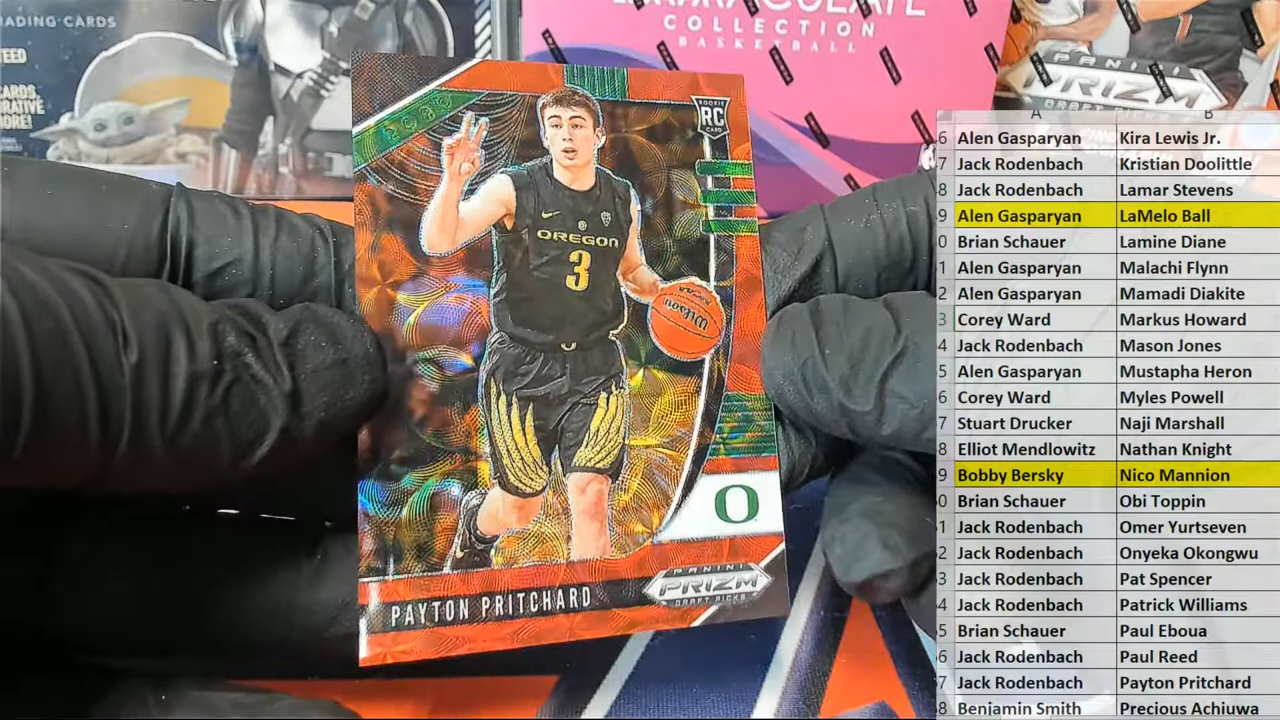 RADING CARDS
EED
CARDS,
RATIVE
ORE!
COLLECTION
BASKETBALL
PANINI
PRIZM
DRAFT PICKS
ROOKIE
RC
CARD
OREGON
3
Wilson
O
PANINI
PRIZM
DRAFT PICKS
PAYTON PRITCHARD
A B
6 Alen Gasparyan Kira Lewis Jr.
7 Jack Rodenbach Kristian Doolittle
8 Jack Rodenbach Lamar Stevens
9 Alen Gasparyan LaMelo Ball
0 Brian Schauer Lamine Diane
1 Alen Gasparyan Malachi Flynn
2 Alen Gasparyan Mamadi Diakite
3 Corey Ward Markus Howard
4 Jack Rodenbach Mason Jones
5 Alen Gasparyan Mustapha Heron
6 Corey Ward Myles Powell
7 Stuart Drucker Naji Marshall
8 Elliot Mendlowitz Nathan Knight
9 Bobby Bersky Nico Mannion
0 Brian Schauer Obi Toppin
1 Jack Rodenbach Omer Yurtseven
2 Jack Rodenbach Onyeka Okongwu
3 Jack Rodenbach Pat Spencer
4 Jack Rodenbach Patrick Williams
5 Brian Schauer Paul Eboua
6 Jack Rodenbach Paul Reed
7 Jack Rodenbach Payton Pritchard
8 Benjamin Smith Precious Achiuwa